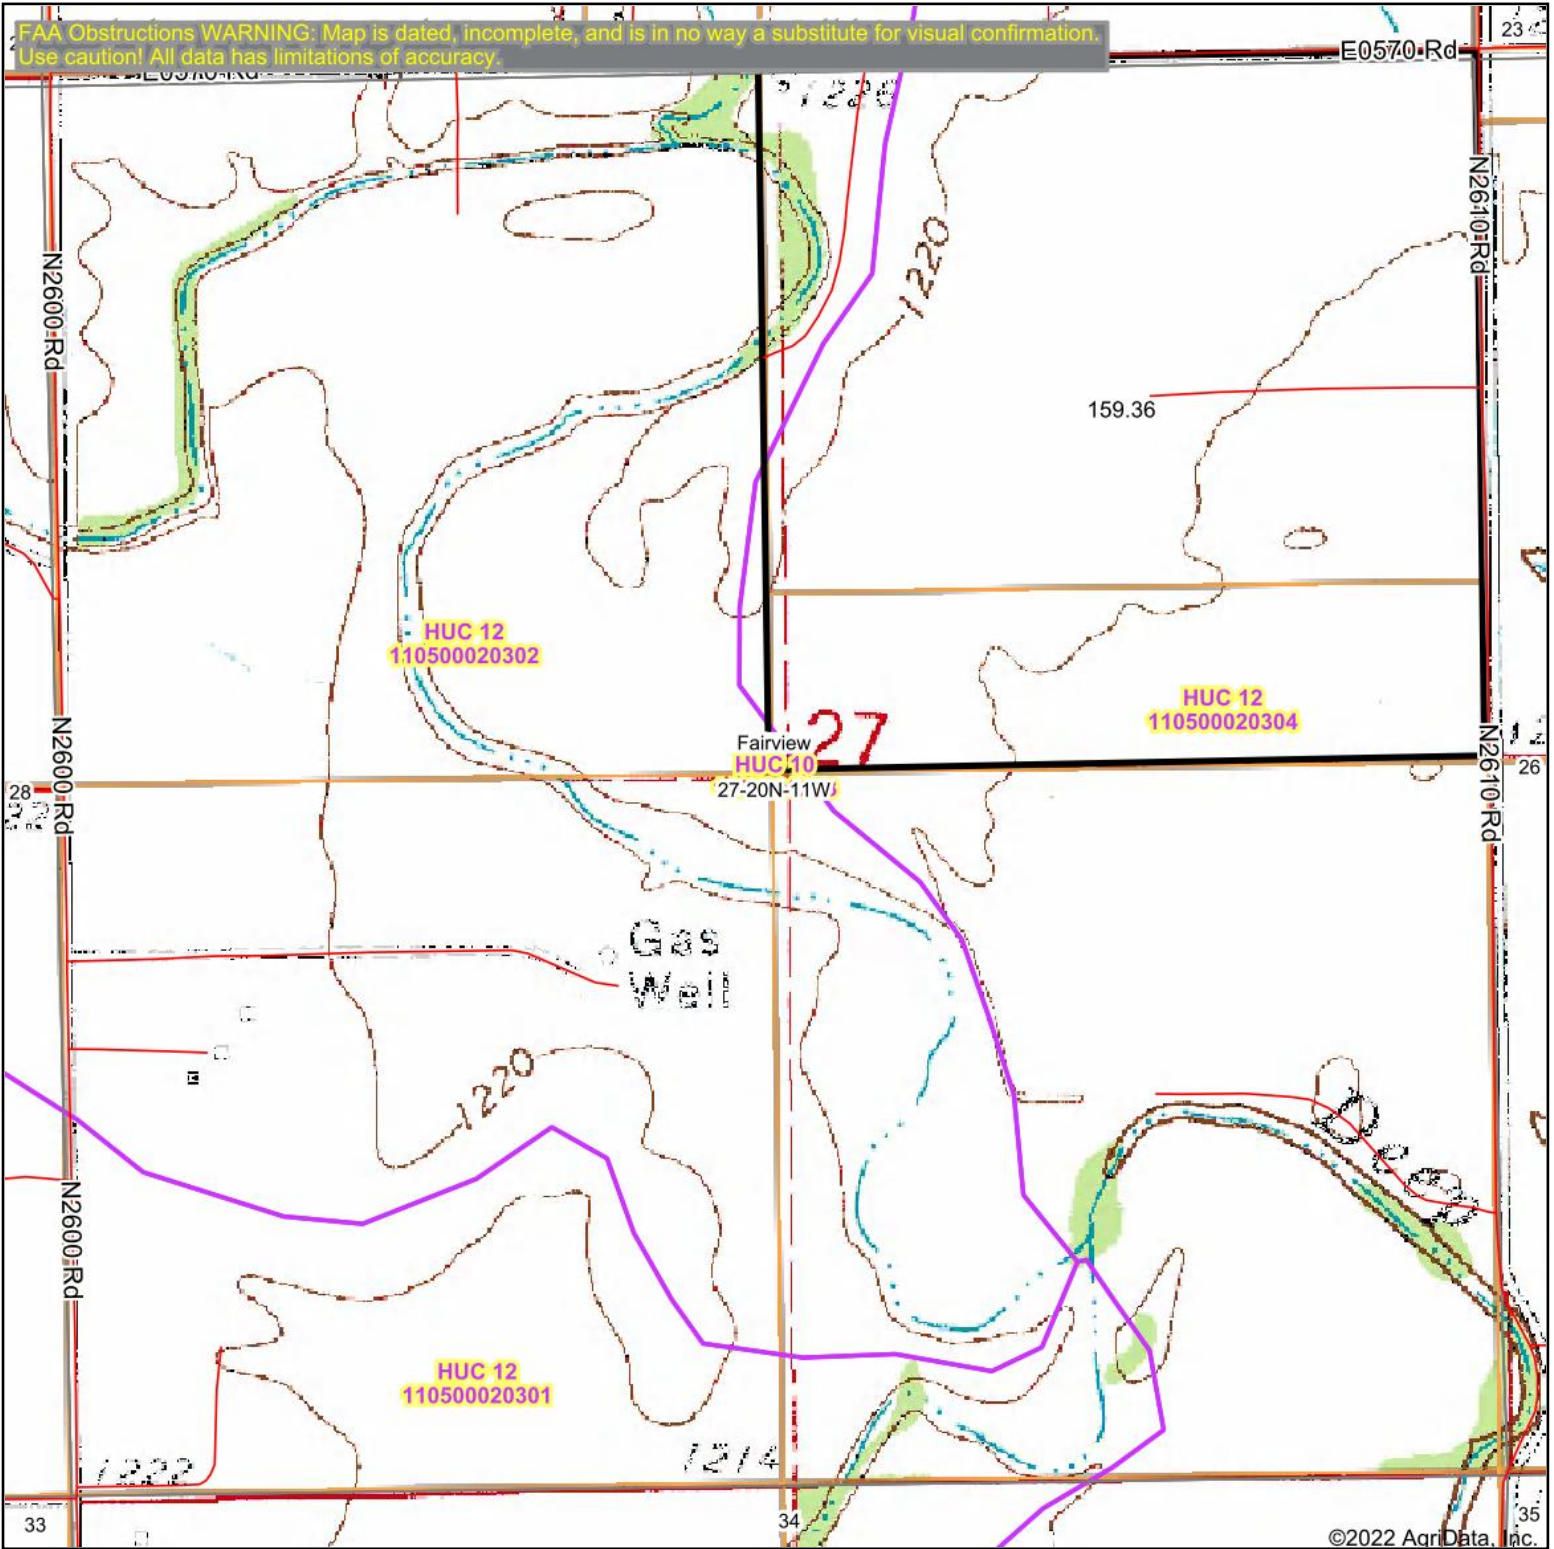 FAA Obstructions WARNING: Map is dated, incomplete, and is in no way a substitute for visual confirmation.
Use caution! All data has limitations of accuracy.
23
E0570 Rd
E0570 Rd
1220
N2610 Rd
N2600 Rd
1220
159.36
HUC 12
110500020302
HUC 12
110500020304
27
Fairview
HUC 10
27-20N-11W
28
26
N2600 Rd
N2610 Rd
Gas
Well
1220
N2600 Rd
HUC 12
110500020301
1222
1214
33
34
35
©2022 AgriData, Inc.